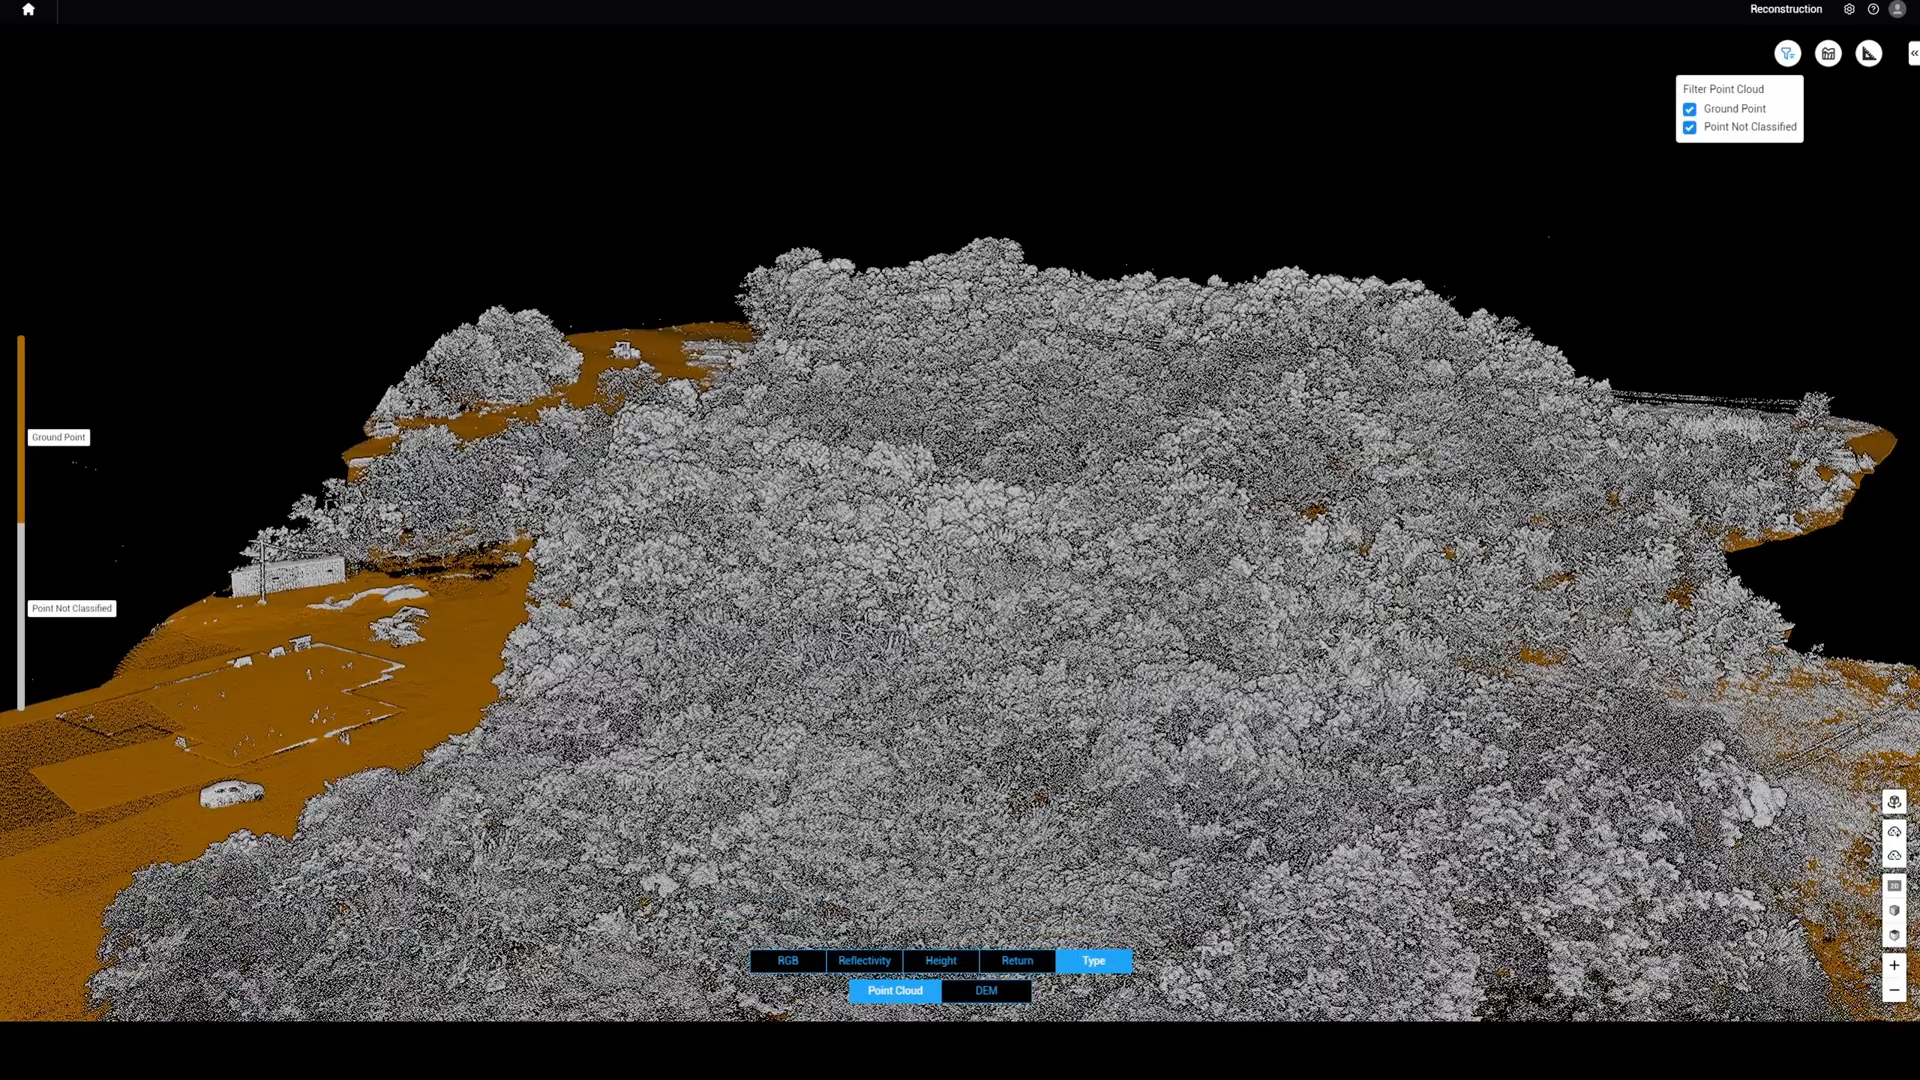 Reconstruction
Filter Point Cloud
Ground Point
Point Not Classified
Ground Point
Point Not Classified
2D
RGB
Reflectivity
Height
Return
Type
Point Cloud
DEM